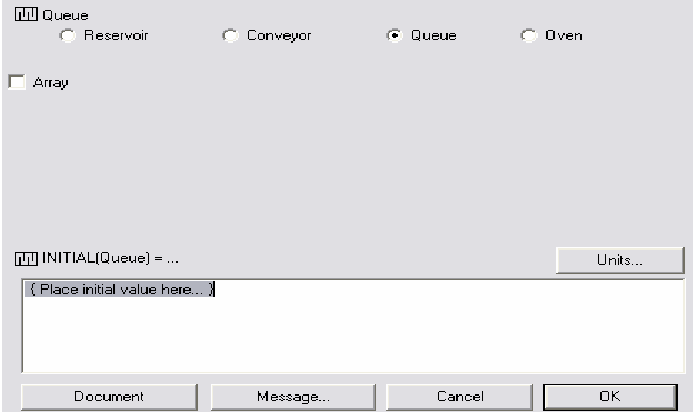 Queue
Reservoir Conveyor Queue Oven
Array
INITIAL(Queue) = ...
Units...
{ Place initial value here... }
Document Message... Cancel OK